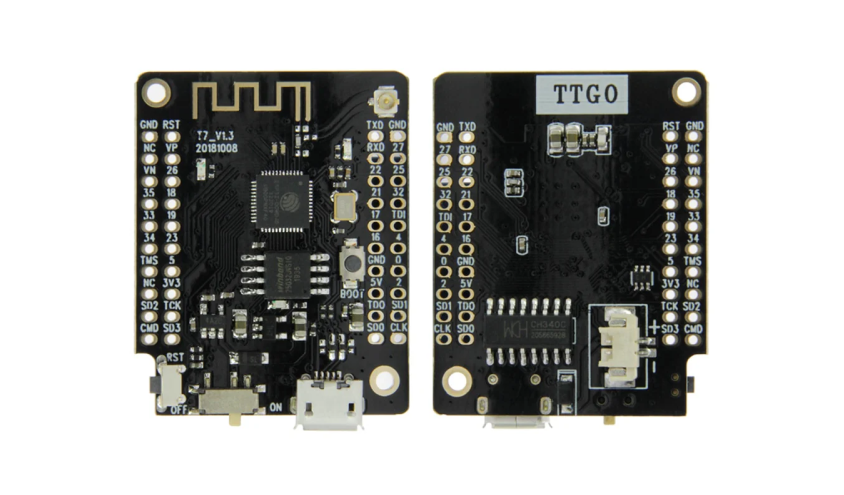 GND RST
TXD GND
T7_V1.3
20181008
NC VP
RXD 27
VN 26
22 25
35 18
21 32
33 19
17 TDI
34 23
16 4
TMS 5
GND 0
NC 3V3
5V 2
BOOT
SD2 TCK
TDO SD1
CMD SD3
SD0 CLK
RST
OFF
ON
TTGO
GND TXD
RST GND
27 RXD
VP NC
25 22
26 VN
32 21
18 35
TDI 17
19 33
4 16
23 34
0 GND
5 TMS
2 5V
3V3 NC
SD1 TDO
TCK SD2
CLK SD0
SD3 CMD
WCH CH340C
+
-